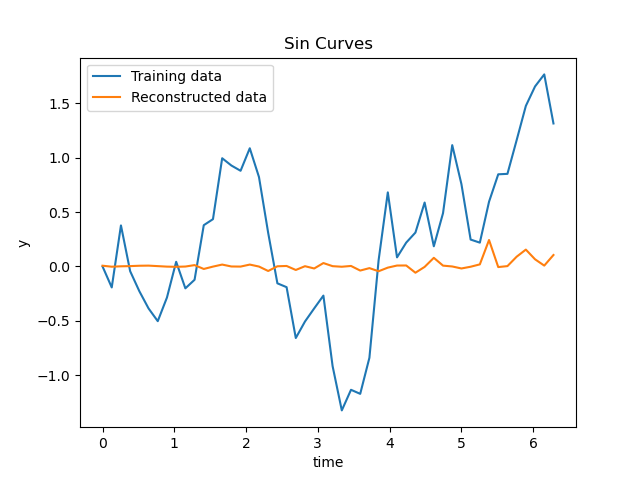 Sin Curves
Training data
Reconstructed data
1.5
1.0
0.5
0.0
−0.5
−1.0
y
0 1 2 3 4 5 6
time